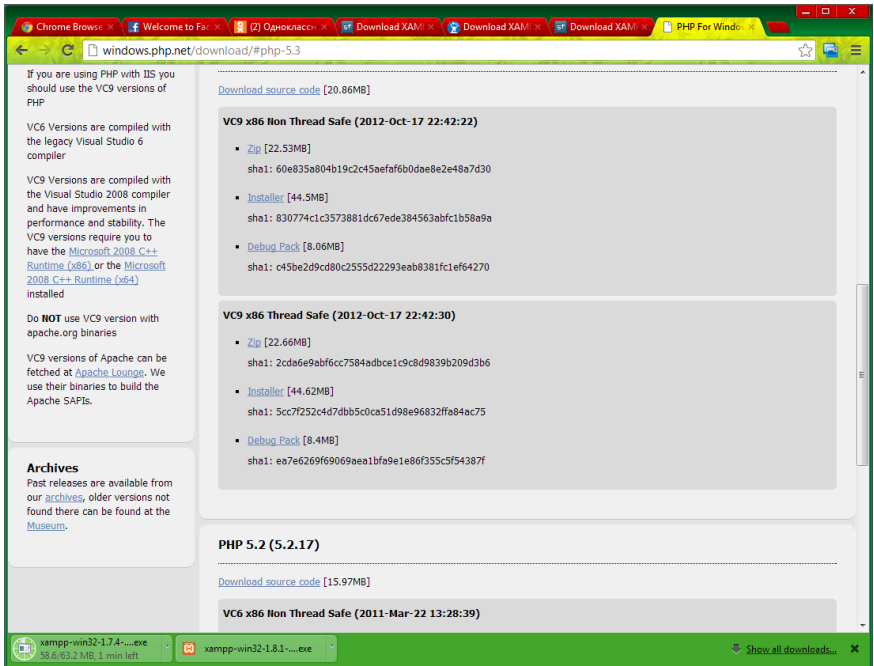 Chrome Browse
Welcome to Fac
(2) Однокласcн
Download XAM
Download XAM
Download XAM
PHP For Windo
windows.php.net/download/#php-5.3
If you are using PHP with IIS you
should use the VC9 versions of
PHP
VC6 Versions are compiled with
the legacy Visual Studio 6
compiler
VC9 Versions are compiled with
the Visual Studio 2008 compiler
and have improvements in
performance and stability. The
VC9 versions require you to
have the Microsoft 2008 C++
Runtime (x86) or the Microsoft
2008 C++ Runtime (x64)
installed
Do NOT use VC9 version with
apache.org binaries
VC9 versions of Apache can be
fetched at Apache Lounge. We
use their binaries to build the
Apache SAPIs.
Archives
Past releases are available from
our archives, older versions not
found there can be found at the
Museum.
Download source code [20.86MB]
VC9 x86 Non Thread Safe (2012-Oct-17 22:42:22)
Zip [22.53MB]
sha1: 60e835a804b19c2c45aefaf6b0dae8e2e48a7d30
Installer [44.5MB]
sha1: 830774c1c3573881dc67ede384563abfc1b58a9a
Debug Pack [8.06MB]
sha1: c45be2d9cd80c2555d22293eab8381fc1ef64270
VC9 x86 Thread Safe (2012-Oct-17 22:42:30)
Zip [22.66MB]
sha1: 2cda6e9abf6cc7584adbce1c9c8d9839b209d3b6
Installer [44.62MB]
sha1: 5cc7f252c4d7dbb5c0ca51d98e96832ffa84ac75
Debug Pack [8.4MB]
sha1: ea7e6269f69069aea1bfa9e1e86f355c5f54387f
PHP 5.2 (5.2.17)
Download source code [15.97MB]
VC6 x86 Non Thread Safe (2011-Mar-22 13:28:39)
xampp-win32-1.7.4-....exe
58.6/63.2 MB, 1 min left
xampp-win32-1.8.1-....exe
Show all downloads...